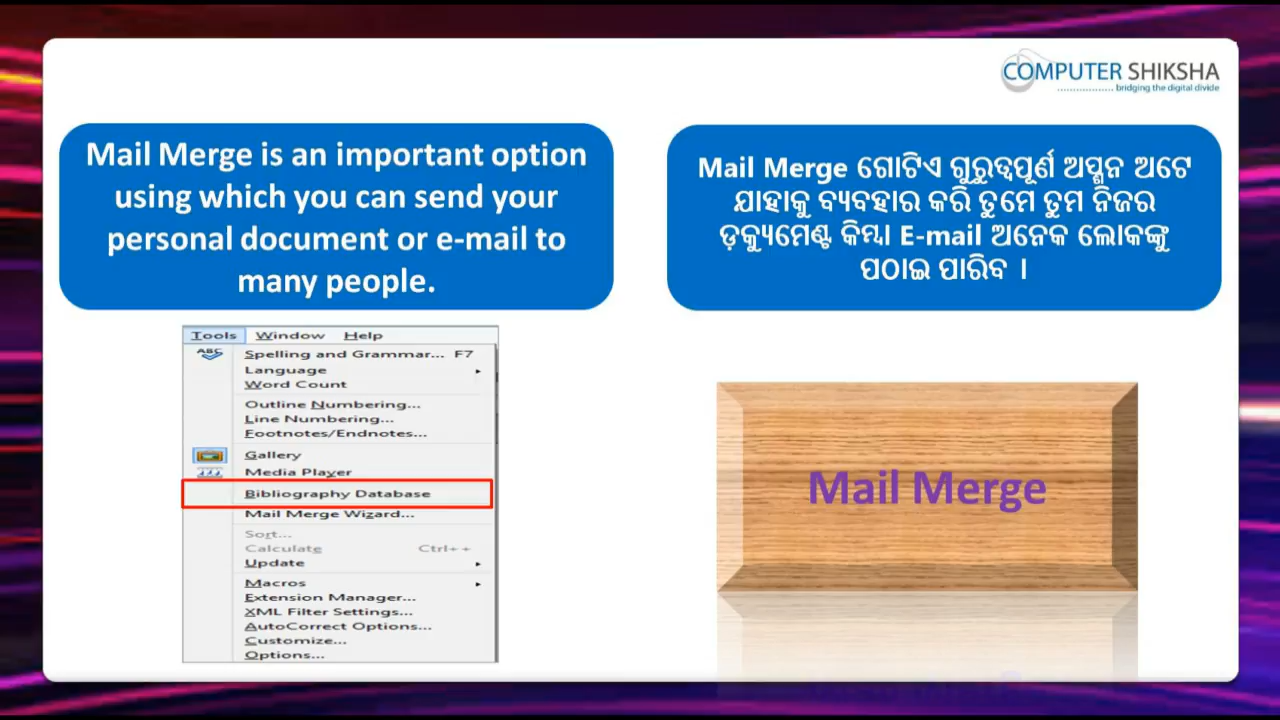 COMPUTER SHIKSHA
bridging the digital divide
Mail Merge is an important option
using which you can send your
personal document or e-mail to
many people.
Mail Merge ଗୋଟିଏ ଗୁରୁତ୍ୱପୂର୍ଣ ଅପ୍ସନ ଅଟେ
ଯାହାକୁ ବ୍ୟବହାର କରି ତୁମେ ତୁମ ନିଜର
ଡ଼କ୍ୟୁମେଣ୍ଟ କିମ୍ବା E-mail ଅନେକ ଲୋକଙ୍କୁ
ପଠାଇ ପାରିବ ।
Tools Window Help
ABC Spelling and Grammar... F7
Language
Word Count
Outline Numbering...
Line Numbering...
Footnotes/Endnotes...
Gallery
Media Player
Bibliography Database
Mail Merge Wizard...
Sort...
Calculate Ctrl++
Update
Macros
Extension Manager...
XML Filter Settings...
AutoCorrect Options...
Customize...
Options...
Mail Merge